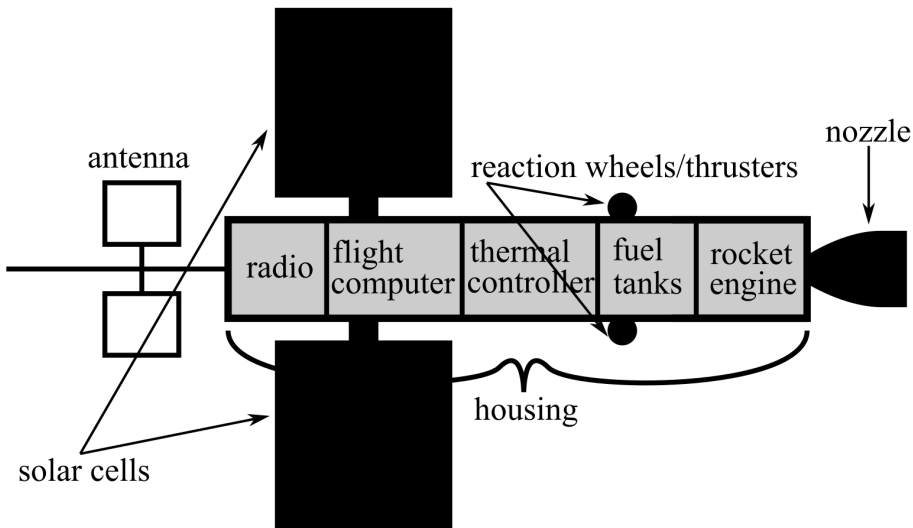 nozzle
antenna
reaction wheels/thrusters
radio
flight
computer
thermal
controller
fuel
tanks
rocket
engine
housing
solar cells